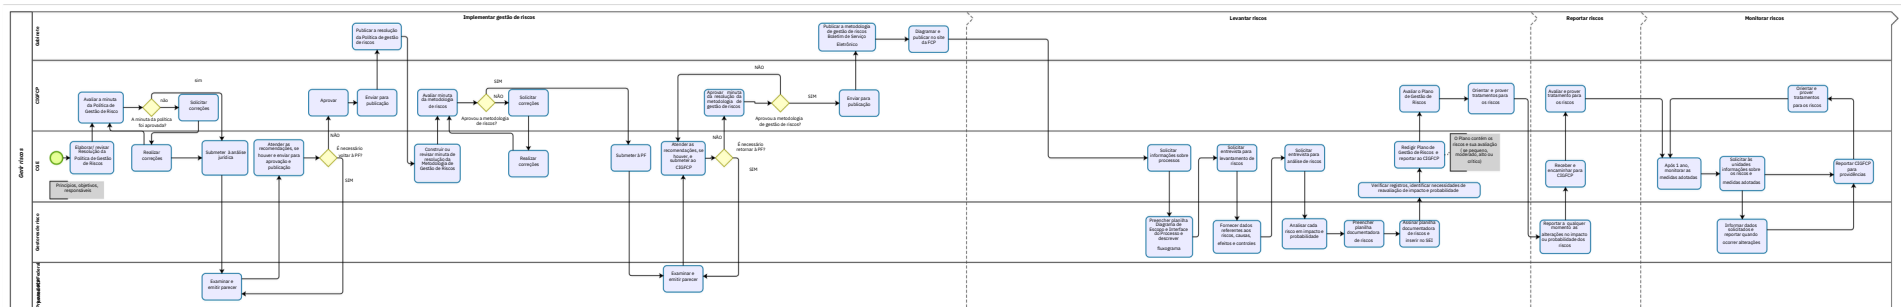 Implementar gestão de riscos
Levantar riscos
Reportar riscos
Monitorar riscos
Gerir riscos
Gabinete
CIGFCP
CGE
Gestores de risco
Publicar a resolução
da Política de gestão
de riscos
Publicar a metodologia
de gestão de riscos
Boletim de Serviço
Eletrônico
Diagramar e
publicar no site
da FCP
Avaliar a minuta
da Política de
Gestão de Risco
não
sim
Solicitar
correções
A minuta da política
foi aprovada?
Aprovar
Enviar para
publicação
Avaliar minuta
da metodologia
de riscos
SIM
NÃO
Solicitar
correções
Aprovou a metodologia
de riscos?
NÃO
Aprovar minuta
da resolução da
metodologia de
gestão de riscos
SIM
Aprovou a metodologia
de gestão de riscos?
Enviar para
publicação
Avaliar o Plano
de Gestão de
Riscos
Orientar e prover
tratamentos para
os riscos
Avaliar e prover
tratamento para
os riscos
Orientar e
prover
tratamentos
para os riscos
Elaborar/ revisar
Resolução da
Política de Gestão
de Riscos
Realizar
correções
Submeter à análise
jurídica
Atender as
recomendações, se
houver e enviar para
aprovação e
publicação
NÃO
É necessário
voltar à PF?
SIM
Princípios, objetivos,
responsáveis
Construir ou
revisar minuta de
resolução da
Metodologia de
Gestão de Riscos
Realizar
correções
Submeter à PF
Atender as
recomendações, se
houver, e
submeter ao
CIGFCP
NÃO
É necessário
retornar à PF?
SIM
Solicitar
informações sobre
processos
Solicitar
entrevista para
levantamento de
riscos
Solicitar
entrevista para
análise de riscos
Redigir Plano de
Gestão de Riscos e
reportar ao CIGFCP
O Plano contém os
riscos e sua avaliação
( se pequeno,
moderado, alto ou
crítico)
Verificar registros, identificar necessidades de
reavaliação de impacto e probabilidade
Receber e
encaminhar para
CIGFCP
Após 1 ano,
monitorar as
medidas adotadas
Solicitar às
unidades
informações sobre
os riscos e
medidas adotadas
Reportar CIGFCP
para
providências
Preencher planilha
Diagrama de
Escopo e Interface
do Processo e
descrever
fluxograma
Fornecer dados
referentes aos
riscos, causas,
efeitos e controles
Analisar cada
risco em impacto e
probabilidade
Preencher
planilha
documentadora
de riscos
Assinar planilha
documentadora
de riscos e
inserir no SEI
Reportar a qualquer
momento as
alterações no impacto
ou probabilidade dos
riscos
Informar dados
solicitados e
reportar quando
ocorrer alterações
Examinar e
emitir parecer
Examinar e
emitir parecer